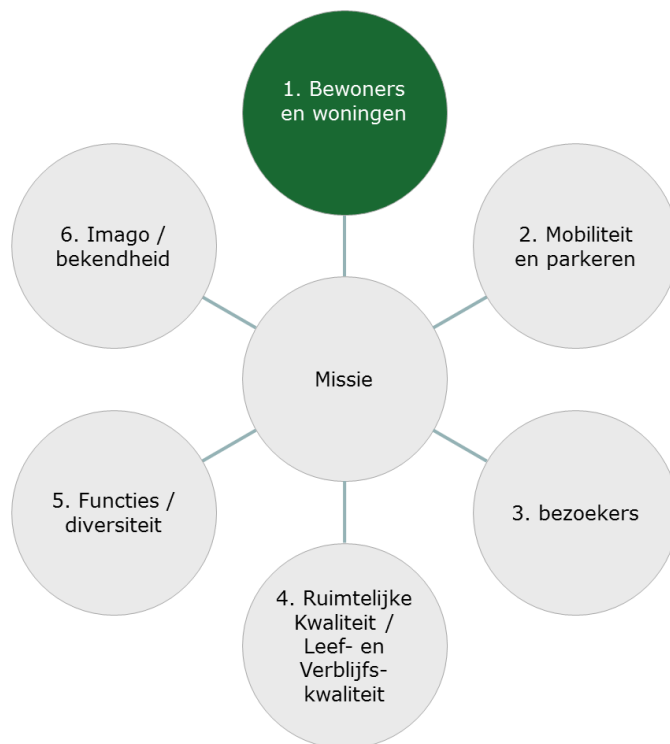 1. Bewoners
en woningen
2. Mobiliteit
en parkeren
3. bezoekers
4. Ruimtelijke
Kwaliteit /
Leef- en
Verblijfs-
kwaliteit
5. Functies /
diversiteit
6. Imago /
bekendheid
Missie